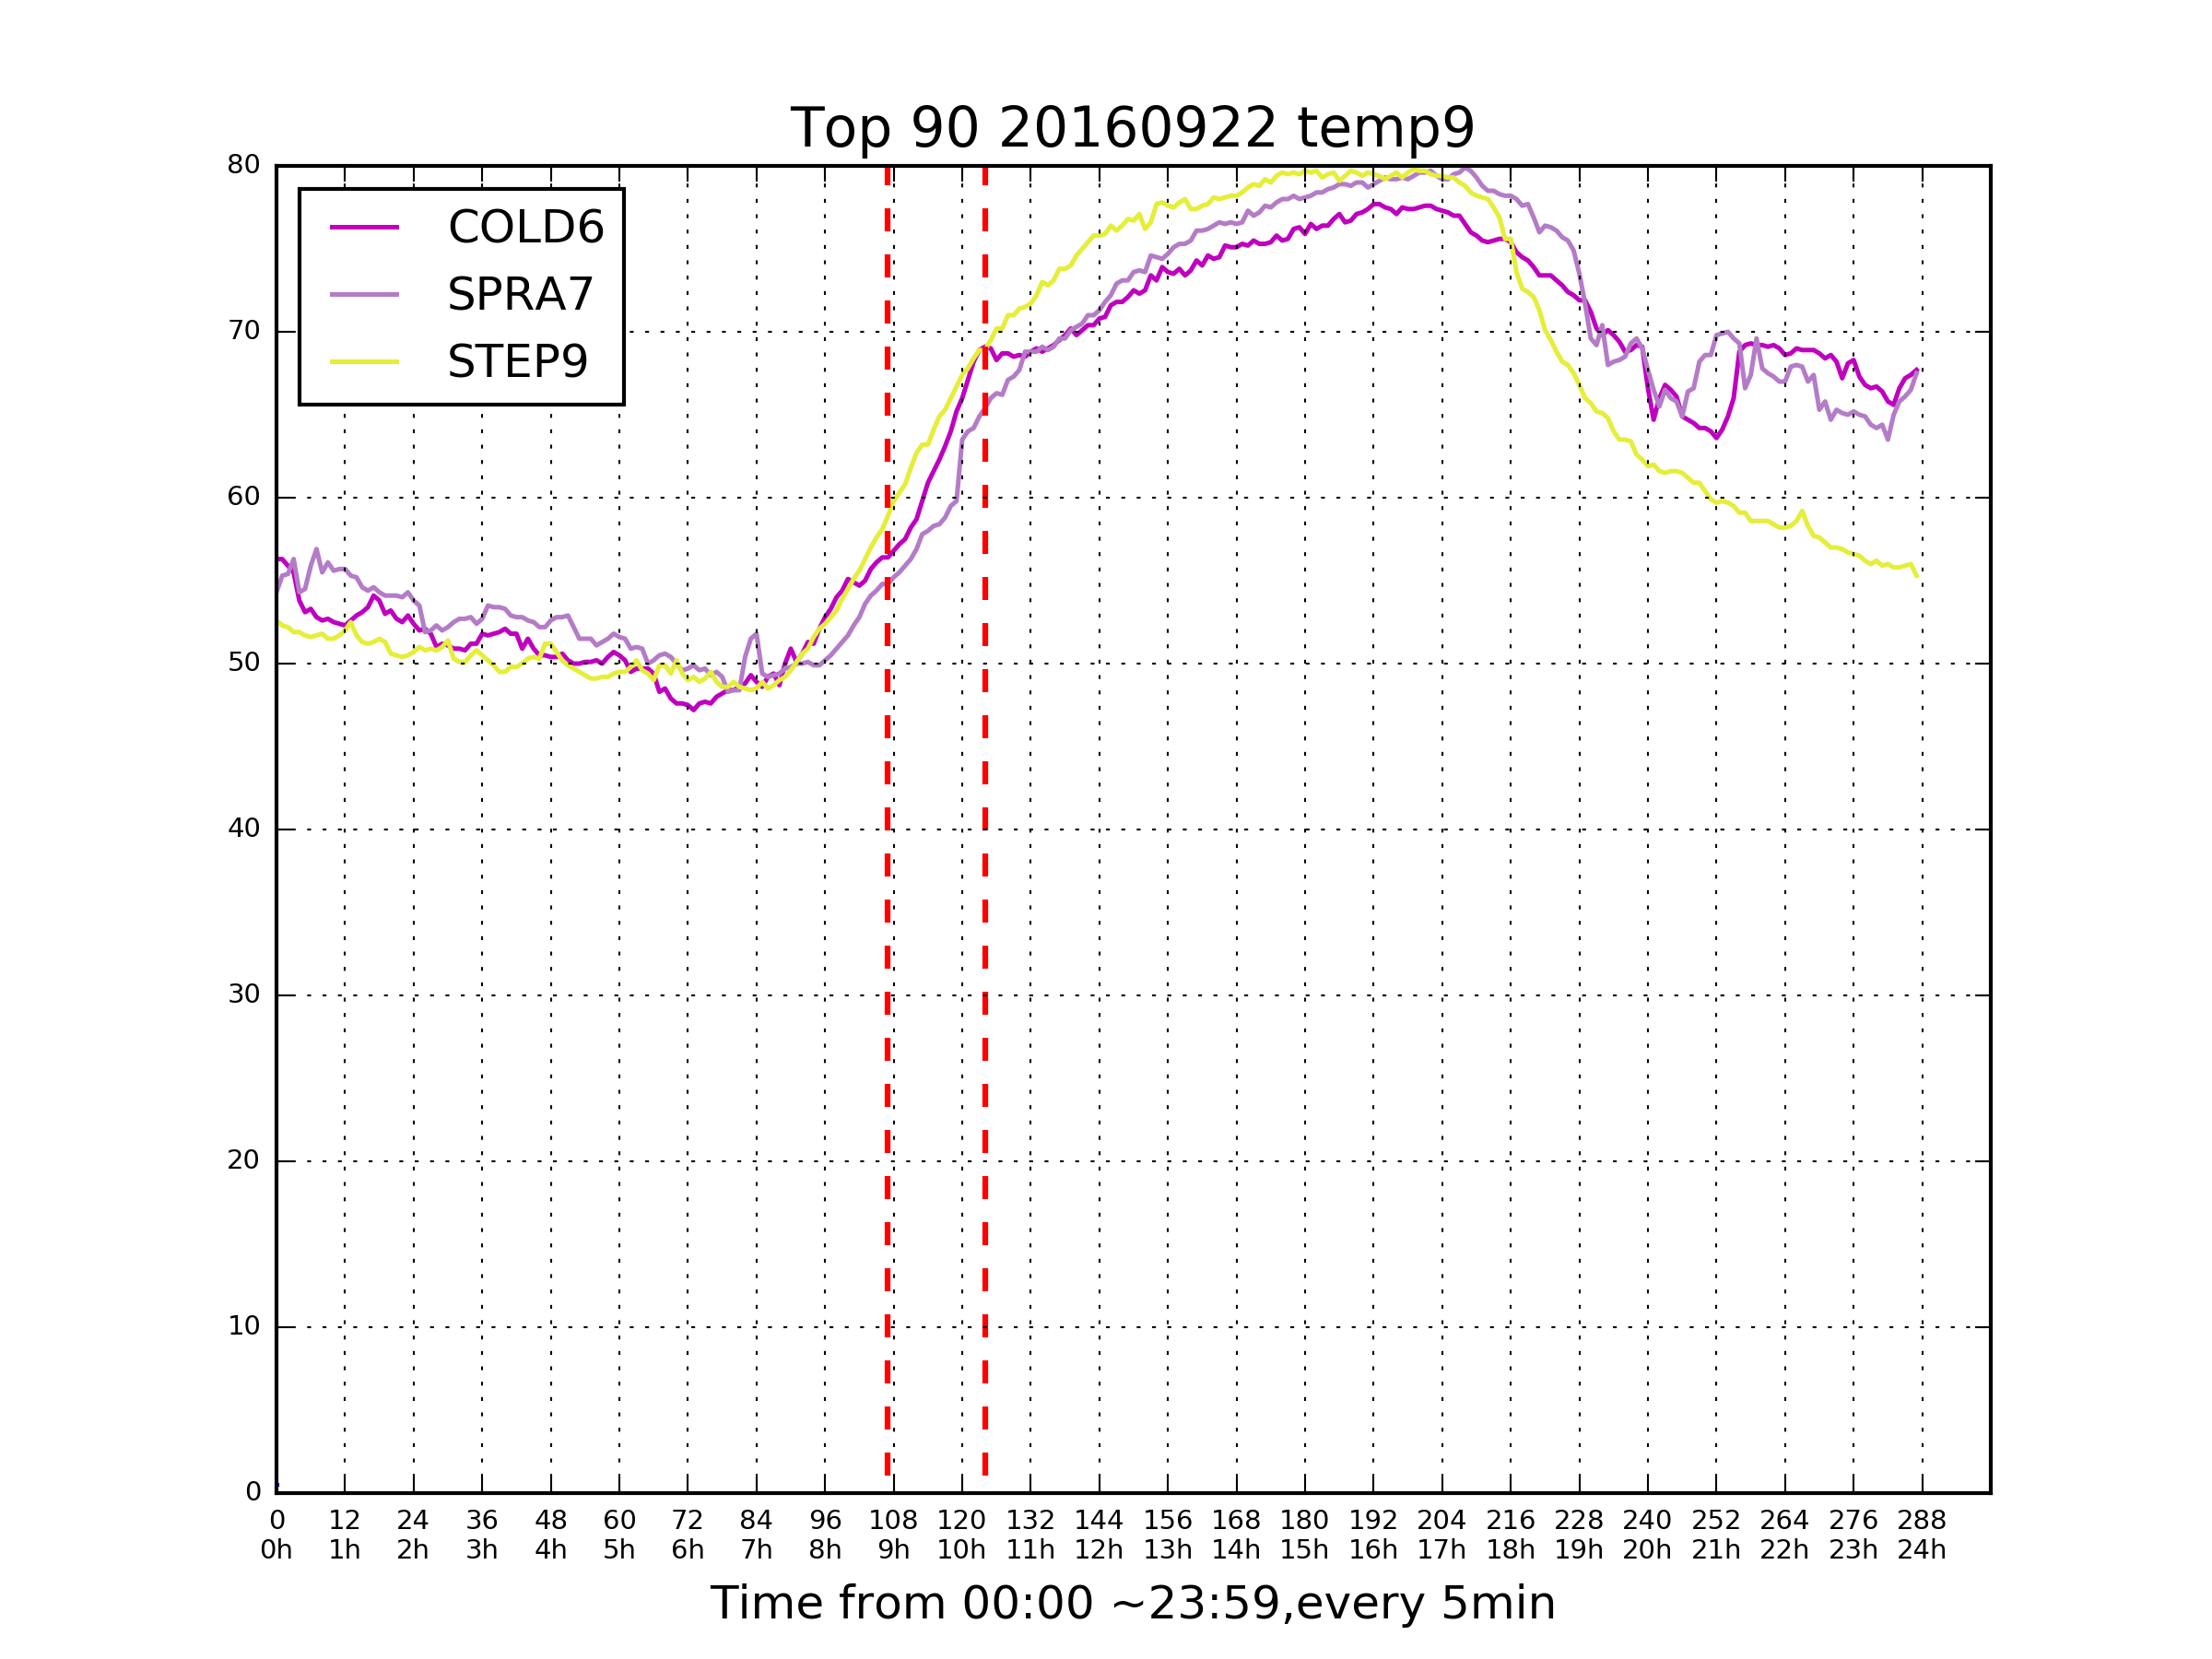 Top 90 20160922 temp9
80
70
60
50
40
30
20
10
0
COLD6
SPRA7
STEP9
0 12 24 36 48 60 72 84 96 108 120 132 144 156 168 180 192 204 216 228 240 252 264 276 288
0h 1h 2h 3h 4h 5h 6h 7h 8h 9h 10h 11h 12h 13h 14h 15h 16h 17h 18h 19h 20h 21h 22h 23h 24h
Time from 00:00 ~23:59,every 5min